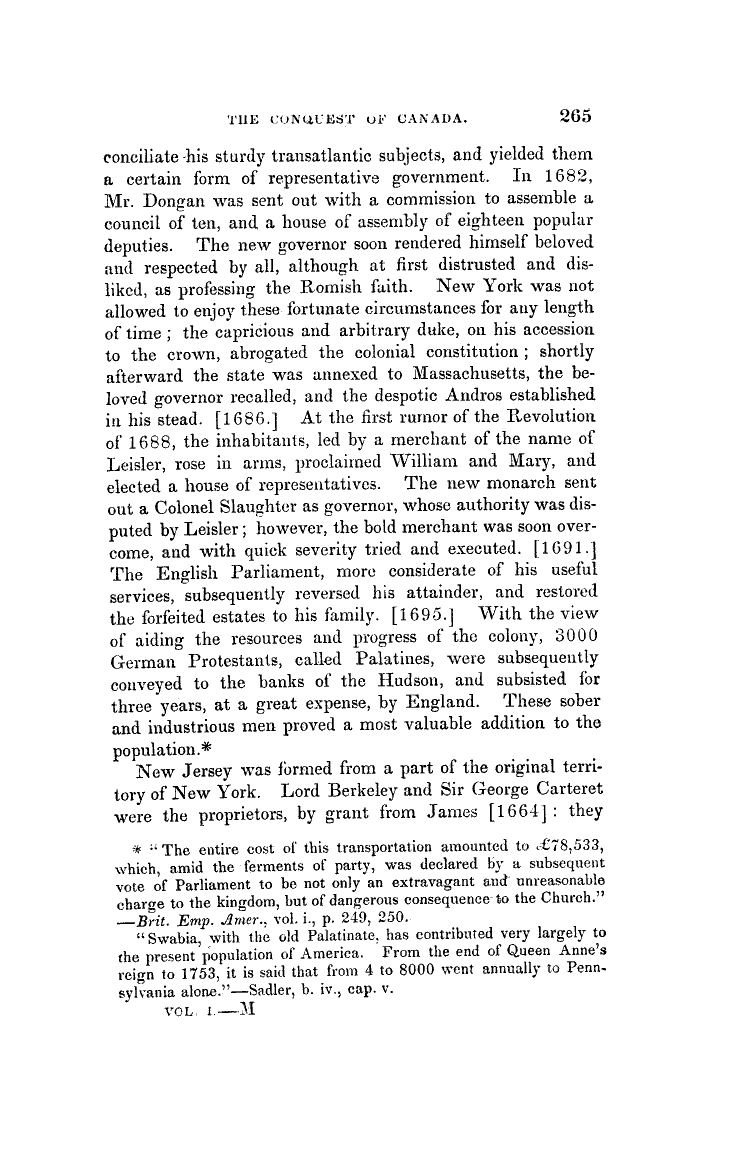 THE CONQUEST OF CANADA. 265
conciliate his sturdy transatlantic subjects, and yielded them
a certain form of representative government. In 1682,
Mr. Dongan was sent out with a commission to assemble a
council of ten, and a house of assembly of eighteen popular
deputies. The new governor soon rendered himself beloved
and respected by all, although at first distrusted and dis-
liked, as professing the Romish faith. New York was not
allowed to enjoy these fortunate circumstances for any length
of time ; the capricious and arbitrary duke, on his accession
to the crown, abrogated the colonial constitution ; shortly
afterward the state was annexed to Massachusetts, the be-
loved governor recalled, and the despotic Andros established
in his stead. [1686.] At the first rumor of the Revolution
of 1688, the inhabitants, led by a merchant of the name of
Leisler, rose in arms, proclaimed William and Mary, and
elected a house of representatives. The new monarch sent
out a Colonel Slaughter as governor, whose authority was dis-
puted by Leisler ; however, the bold merchant was soon over-
come, and with quick severity tried and executed. [1691.]
The English Parliament, more considerate of his useful
services, subsequently reversed his attainder, and restored
the forfeited estates to his family. [1695.] With the view
of aiding the resources and progress of the colony, 3000
German Protestants, called Palatines, were subsequently
conveyed to the banks of the Hudson, and subsisted for
three years, at a great expense, by England. These sober
and industrious men proved a most valuable addition to the
population.*
New Jersey was formed from a part of the original terri-
tory of New York. Lord Berkeley and Sir George Carteret
were the proprietors, by grant from James [1664] : they
* "The entire cost of this transportation amounted to £78,533,
which, amid the ferments of party, was declared by a subsequent
vote of Parliament to be not only an extravagant and unreasonable
charge to the kingdom, but of dangerous consequence to the Church."
—Brit. Emp. Amer., vol. i., p. 249, 250.
"Swabia, with the old Palatinate, has contributed very largely to
the present population of America. From the end of Queen Anne's
reign to 1753, it is said that from 4 to 8000 went annually to Penn-
sylvania alone."—Sadler, b. iv., cap. v.
VOL. I.—M